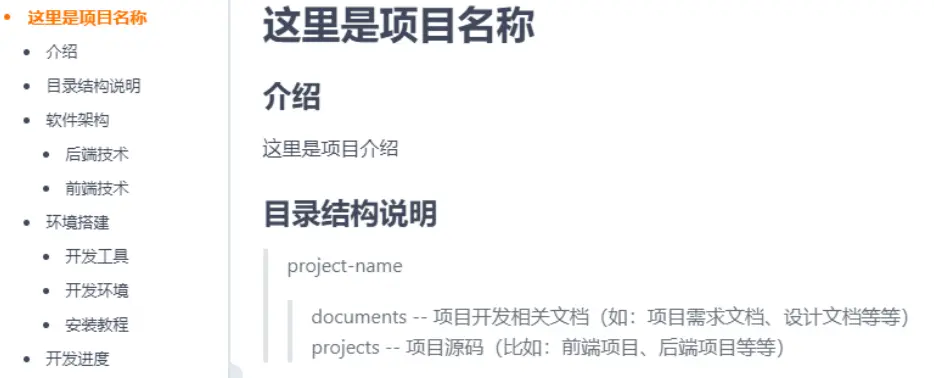 这里是项目名称
介绍
目录结构说明
软件架构
后端技术
前端技术
环境搭建
开发工具
开发环境
安装教程
开发进度
这里是项目名称
介绍
这里是项目介绍
目录结构说明
project-name
documents -- 项目开发相关文档（如：项目需求文档、设计文档等等）
projects -- 项目源码（比如：前端项目、后端项目等等）